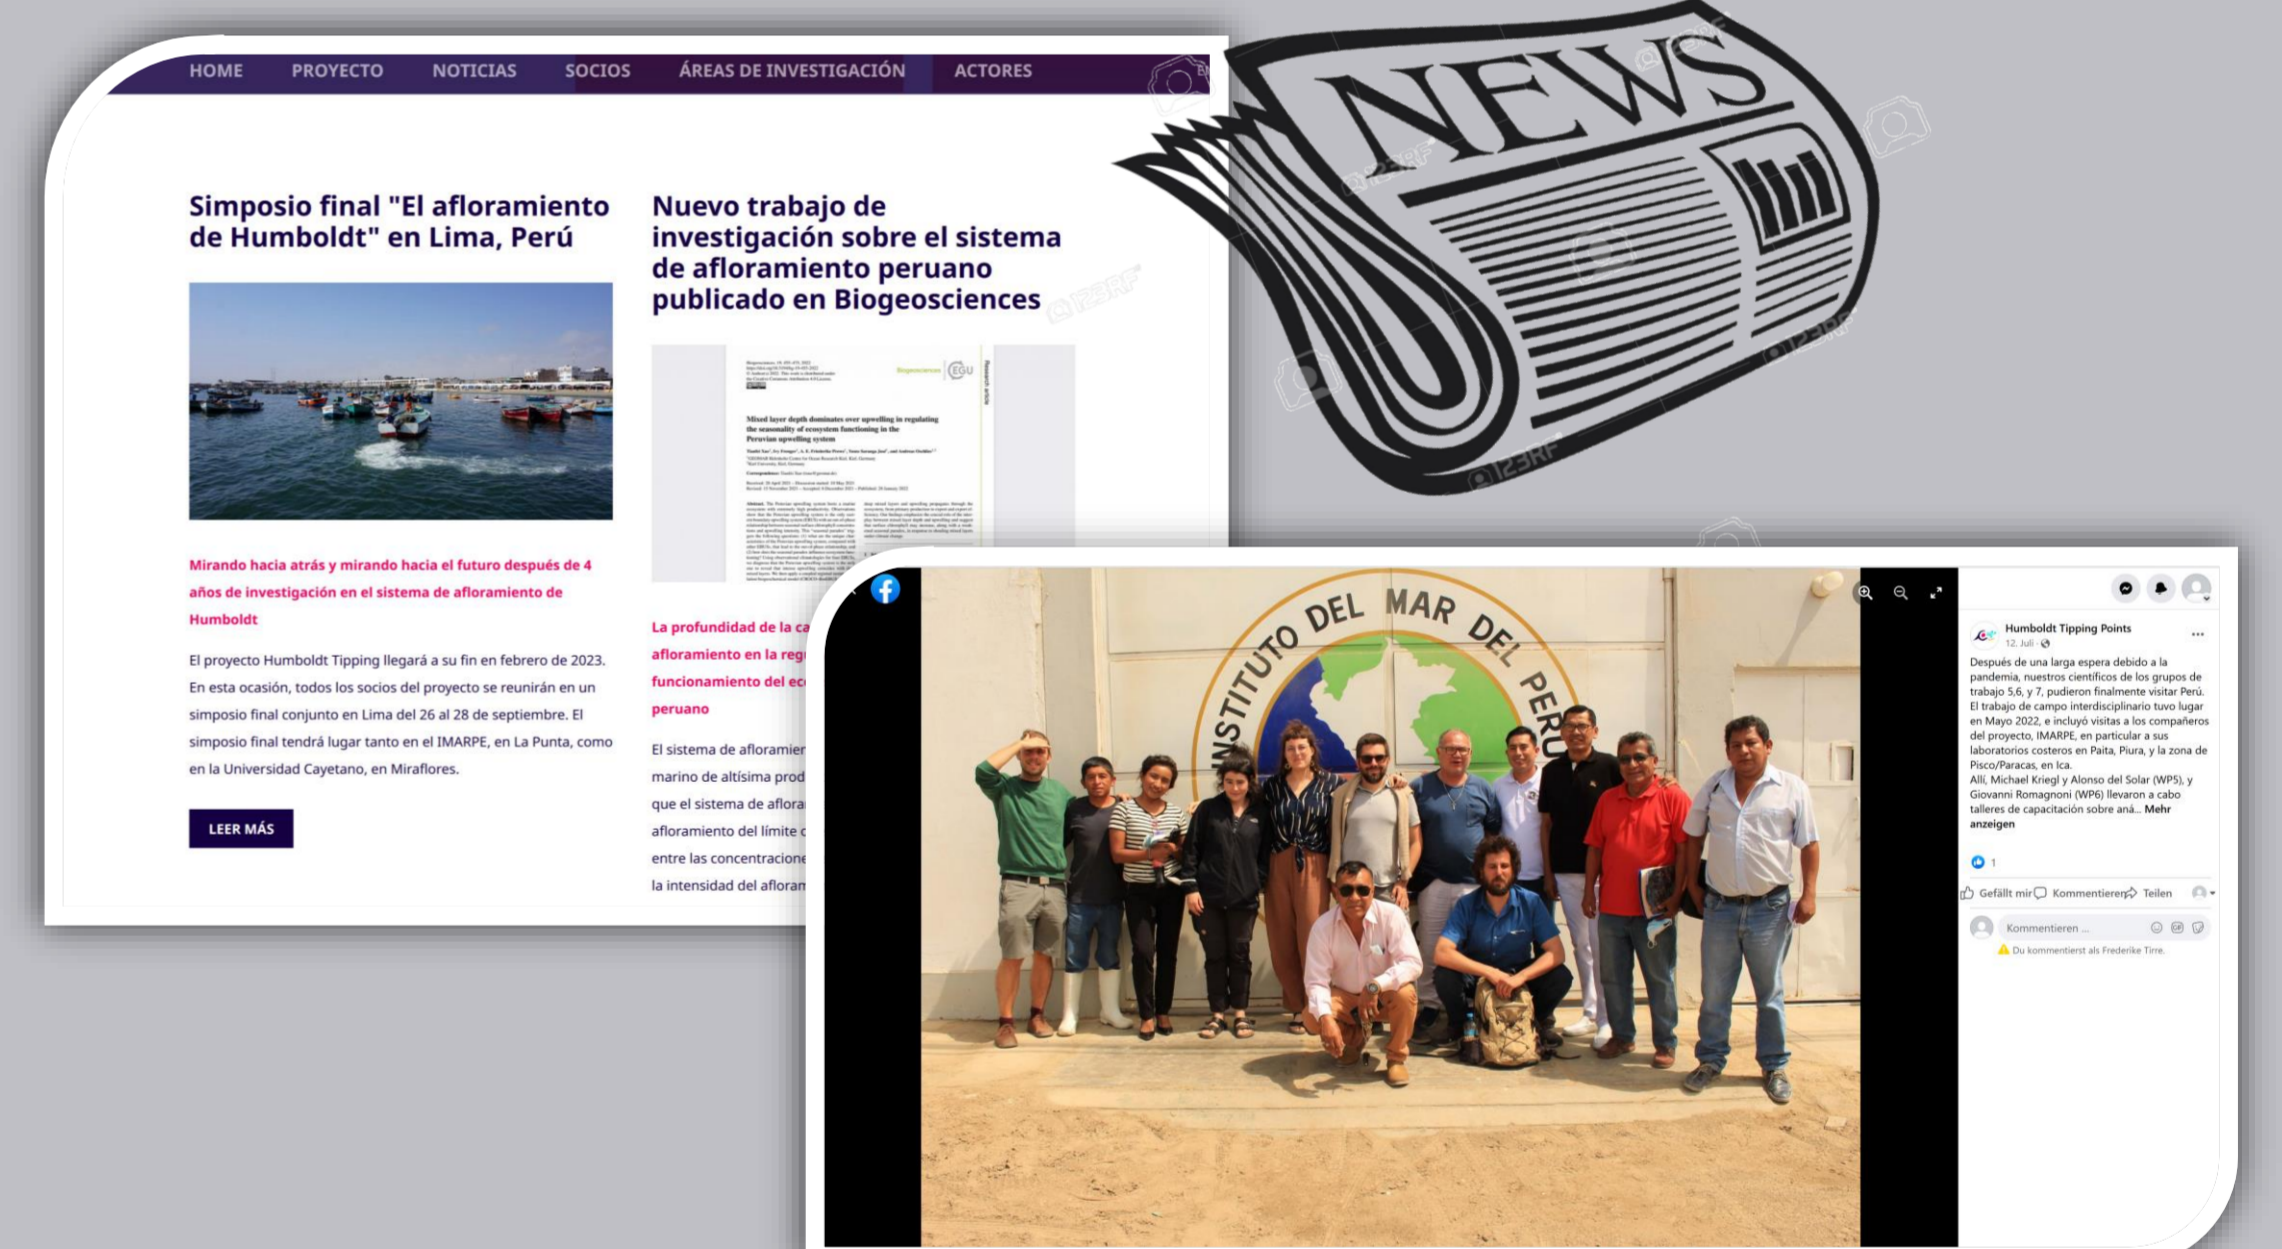 HOME PROYECTO NOTICIAS SOCIOS ÁREAS DE INVESTIGACIÓN ACTORES
Simposio final "El afloramiento
de Humboldt" en Lima, Perú
Mirando hacia atrás y mirando hacia el futuro después de 4
años de investigación en el sistema de afloramiento de
Humboldt
El proyecto Humboldt Tipping llegará a su fin en febrero de 2023.
En esta ocasión, todos los socios del proyecto se reunirán en un
simposio final conjunto en Lima del 26 al 28 de septiembre. El
simposio final tendrá lugar tanto en el IMARPE, en La Punta, como
en la Universidad Cayetano, en Miraflores.
LEER MÁS
Nuevo trabajo de
investigación sobre el sistema
de afloramiento peruano
publicado en Biogeosciences
Biogeosciences
EGU
Research article
Mixed layer depth dominates over upwelling in regulating
the seasonality of ecosystem functioning in the
Peruvian upwelling system
La profundidad de la ca
afloramiento en la regu
funcionamiento del eco
peruano
El sistema de afloramien
marino de altísima prod
que el sistema de aflora
afloramiento del límite o
entre las concentracione
la intensidad del afloram
NEWS
123RF
123RF
123RF
123RF
123RF
INSTITUTO DEL MAR DEL PERU
Humboldt Tipping Points
12. Juli ·
Después de una larga espera debido a la
pandemia, nuestros científicos de los grupos de
trabajo 5,6, y 7, pudieron finalmente visitar Perú.
El trabajo de campo interdisciplinario tuvo lugar
en Mayo 2022, e incluyó visitas a los compañeros
del proyecto, IMARPE, en particular a sus
laboratorios costeros en Paita, Piura, y la zona de
Pisco/Paracas, en Ica.
Allí, Michael Kriegl y Alonso del Solar (WP5), y
Giovanni Romagnoni (WP6) llevaron a cabo
talleres de capacitación sobre aná... Mehr
anzeigen
1
Gefällt mir Kommentieren Teilen
Kommentieren ...
Du kommentierst als Frederike Tirre.